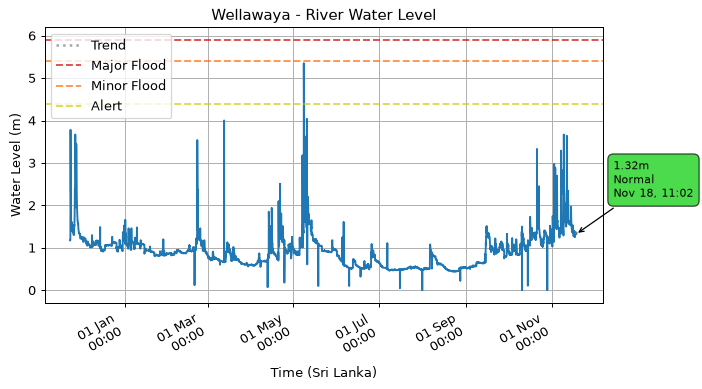 Wellawaya - River Water Level
Trend
Major Flood
Minor Flood
Alert
6
5
4
3
2
1
0
Water Level (m)
1.32m
Normal
Nov 18, 11:02
01 Jan
00:00
01 Mar
00:00
01 May
00:00
01 Jul
00:00
01 Sep
00:00
01 Nov
00:00
Time (Sri Lanka)